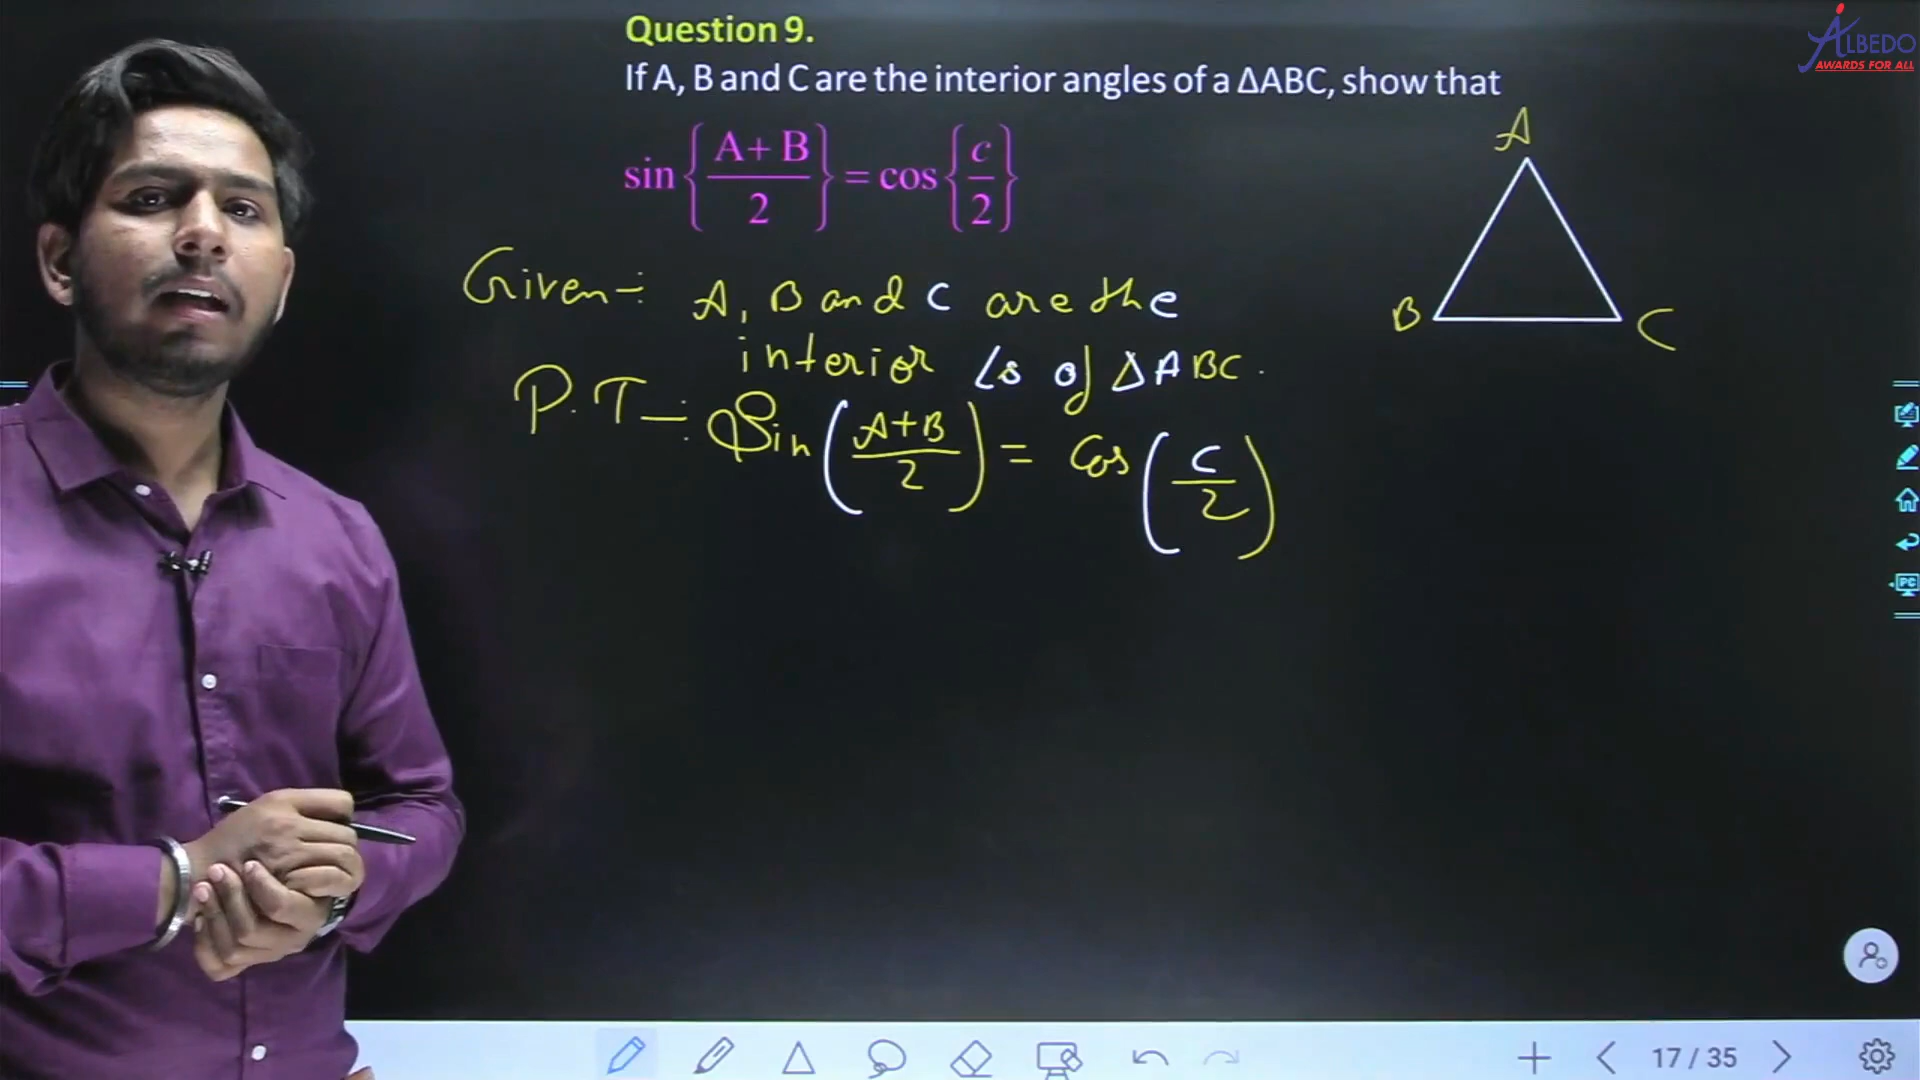 Question 9.
If A, B and C are the interior angles of a ΔABC, show that
sin{A+B/2} = cos{c/2}
A
B
C
Given-: A, B and C are the
interior ∠s of ΔABC.
P.T-: Sin(A+B/2) = Cos(C/2)
ALBEDO
AWARDS FOR ALL
PC
17 / 35